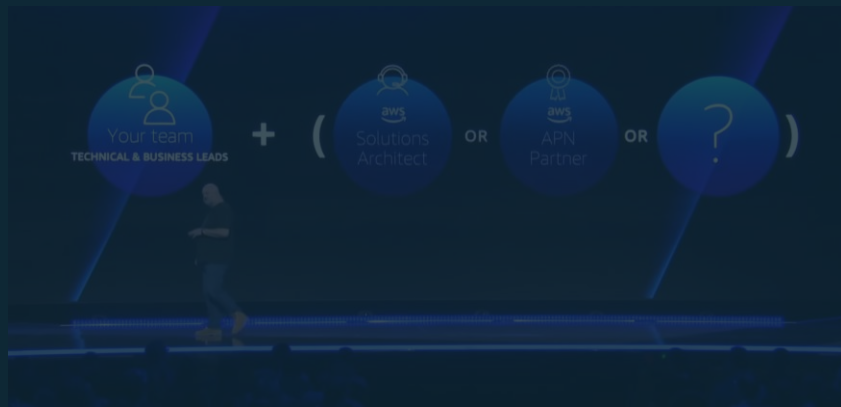 Your team
TECHNICAL & BUSINESS LEADS
+
(
aws
Solutions
Architect
OR
aws
APN
Partner
OR
?
)